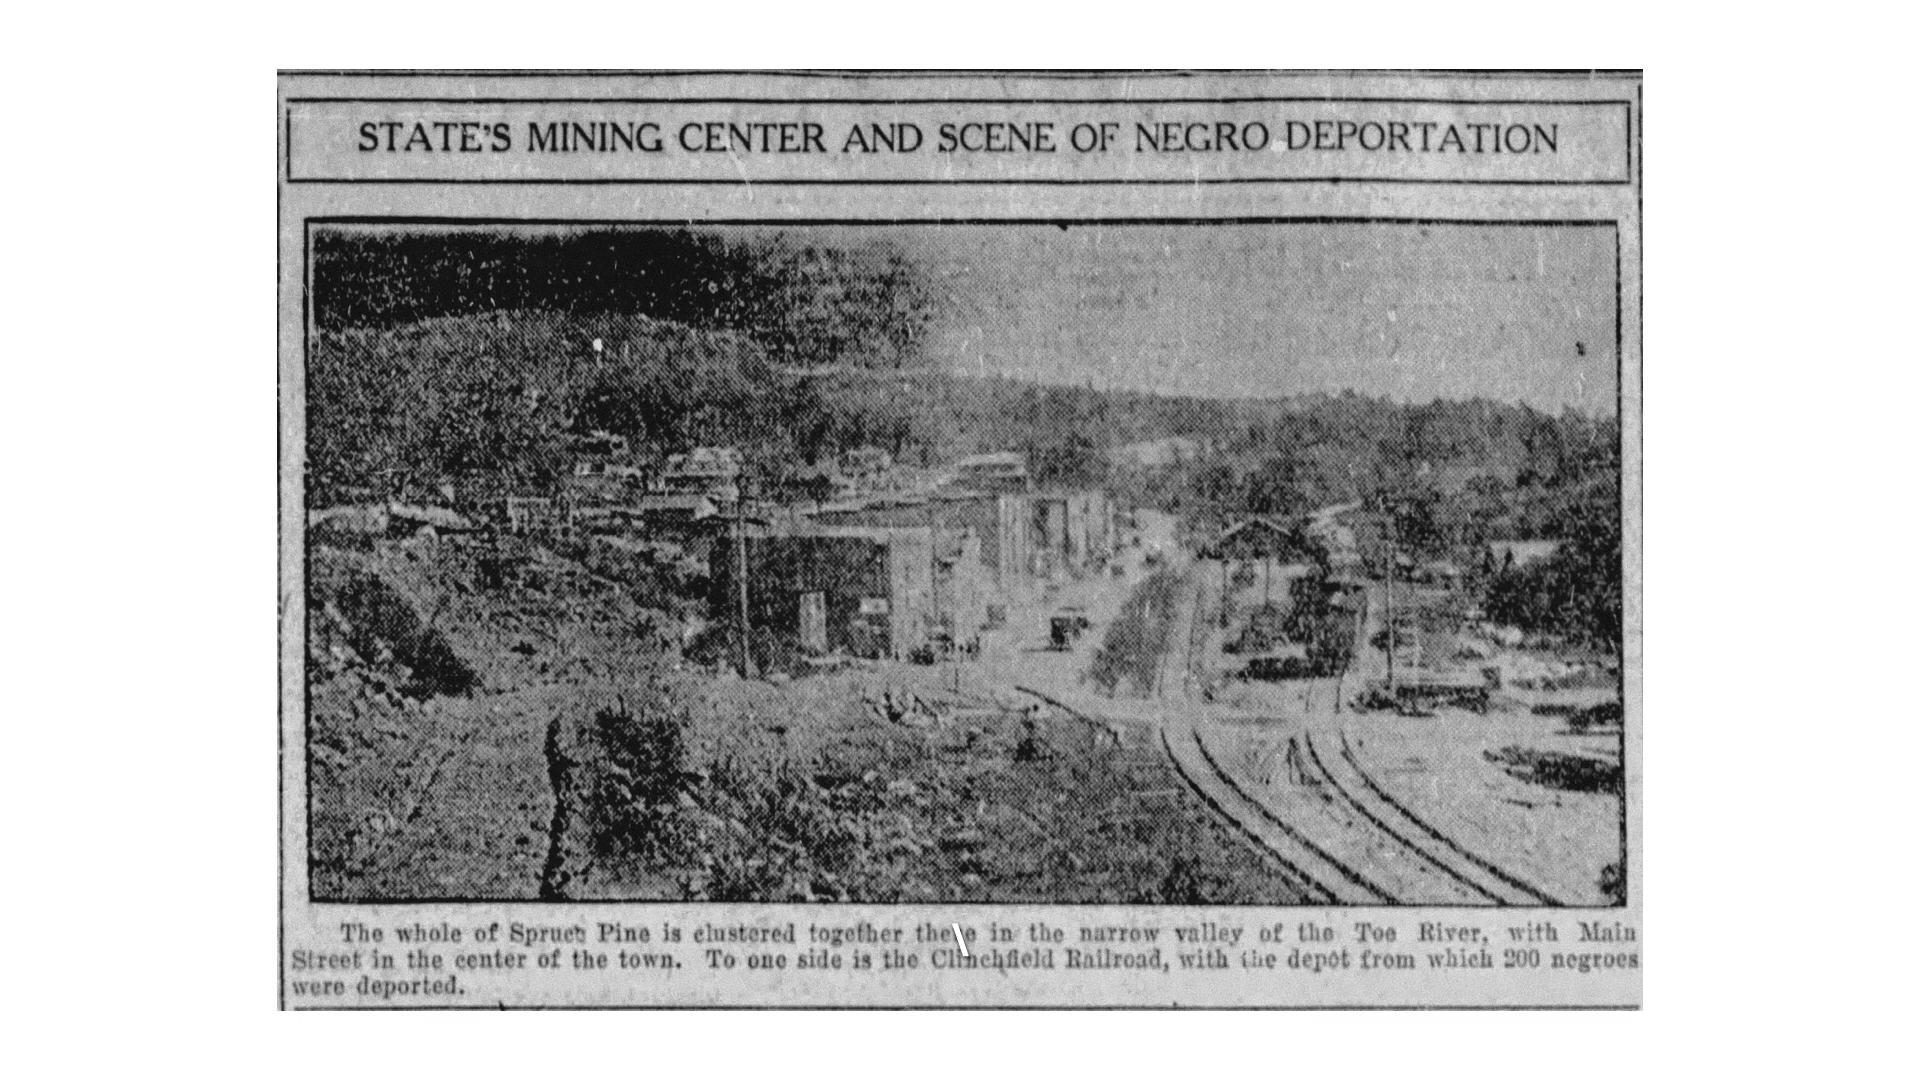 STATE'S MINING CENTER AND SCENE OF NEGRO DEPORTATION
The whole of Spruce Pine is clustered together there in the narrow valley of the Toe River, with Main
Street in the center of the town. To one side is the Clinchfield Railroad, with the depot from which 200 negroes
were deported.